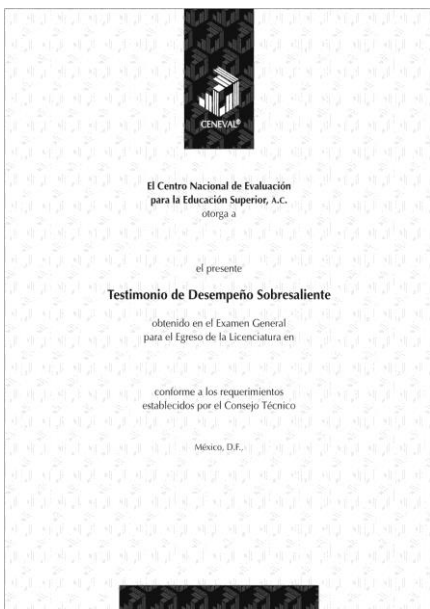 CENEVAL®
El Centro Nacional de Evaluación
para la Educación Superior, A.C.
otorga a
el presente
Testimonio de Desempeño Sobresaliente
obtenido en el Examen General
para el Egreso de la Licenciatura en
conforme a los requerimientos
establecidos por el Consejo Técnico
México, D.F.,